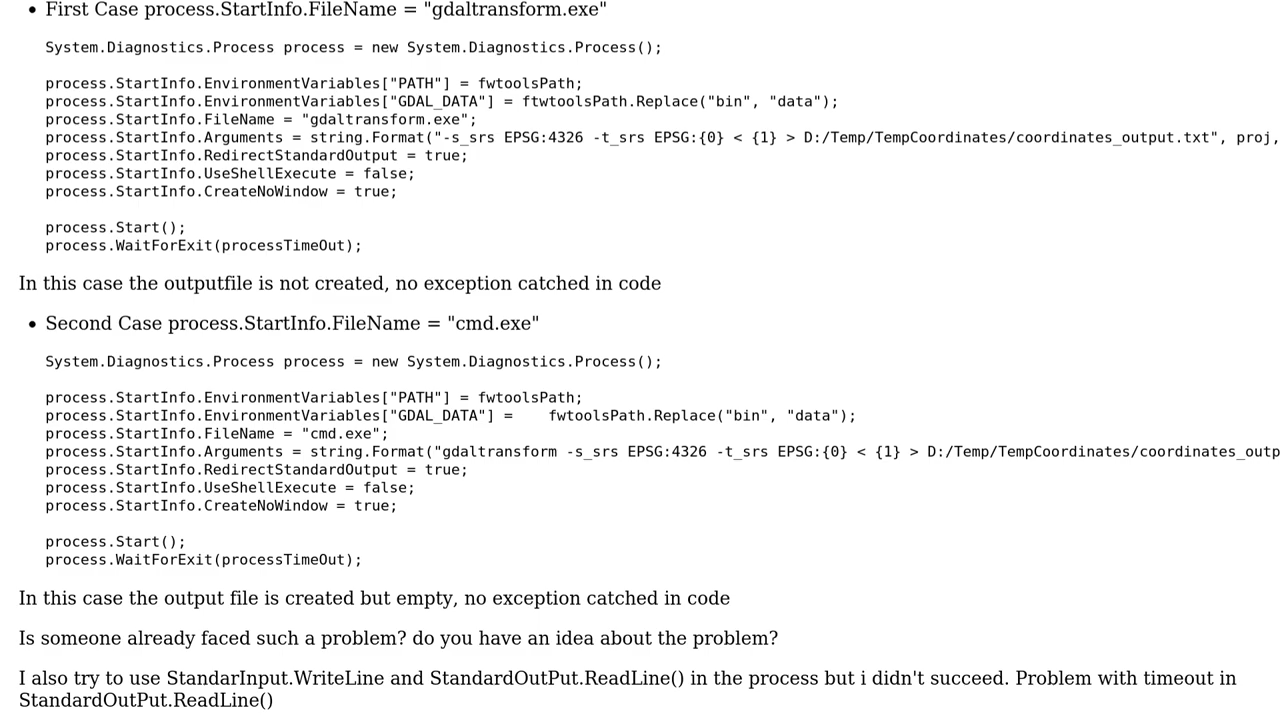 • First Case process.StartInfo.FileName = "gdaltransform.exe"
System.Diagnostics.Process process = new System.Diagnostics.Process();
process.StartInfo.EnvironmentVariables["PATH"] = fwtoolsPath;
process.StartInfo.EnvironmentVariables["GDAL_DATA"] = ftwtoolsPath.Replace("bin", "data");
process.StartInfo.FileName = "gdaltransform.exe";
process.StartInfo.Arguments = string.Format("-s_srs EPSG:4326 -t_srs EPSG:{0} < {1} > D:/Temp/TempCoordinates/coordinates_output.txt", proj,
process.StartInfo.RedirectStandardOutput = true;
process.StartInfo.UseShellExecute = false;
process.StartInfo.CreateNoWindow = true;
process.Start();
process.WaitForExit(processTimeOut);
In this case the outputfile is not created, no exception catched in code
• Second Case process.StartInfo.FileName = "cmd.exe"
System.Diagnostics.Process process = new System.Diagnostics.Process();
process.StartInfo.EnvironmentVariables["PATH"] = fwtoolsPath;
process.StartInfo.EnvironmentVariables["GDAL_DATA"] =    fwtoolsPath.Replace("bin", "data");
process.StartInfo.FileName = "cmd.exe";
process.StartInfo.Arguments = string.Format("gdaltransform -s_srs EPSG:4326 -t_srs EPSG:{0} < {1} > D:/Temp/TempCoordinates/coordinates_outp
process.StartInfo.RedirectStandardOutput = true;
process.StartInfo.UseShellExecute = false;
process.StartInfo.CreateNoWindow = true;
process.Start();
process.WaitForExit(processTimeOut);
In this case the output file is created but empty, no exception catched in code
Is someone already faced such a problem? do you have an idea about the problem?
I also try to use StandarInput.WriteLine and StandardOutPut.ReadLine() in the process but i didn't succeed. Problem with timeout in
StandardOutPut.ReadLine()